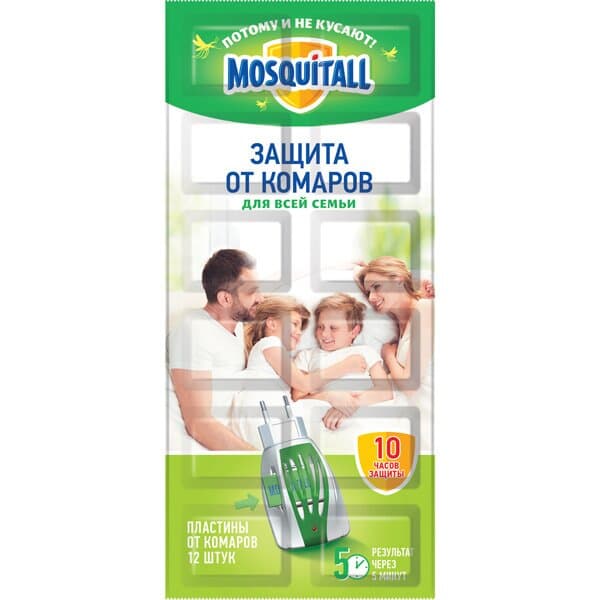 ПОТОМУ И НЕ КУСАЮТ!
MOSQUITALL
ЗАЩИТА
ОТ КОМАРОВ
ДЛЯ ВСЕЙ СЕМЬИ
10
ЧАСОВ
ЗАЩИТЫ
MOSQUITALL
ПЛАСТИНЫ
ОТ КОМАРОВ
12 ШТУК
5
РЕЗУЛЬТАТ
ЧЕРЕЗ
5 МИНУТ